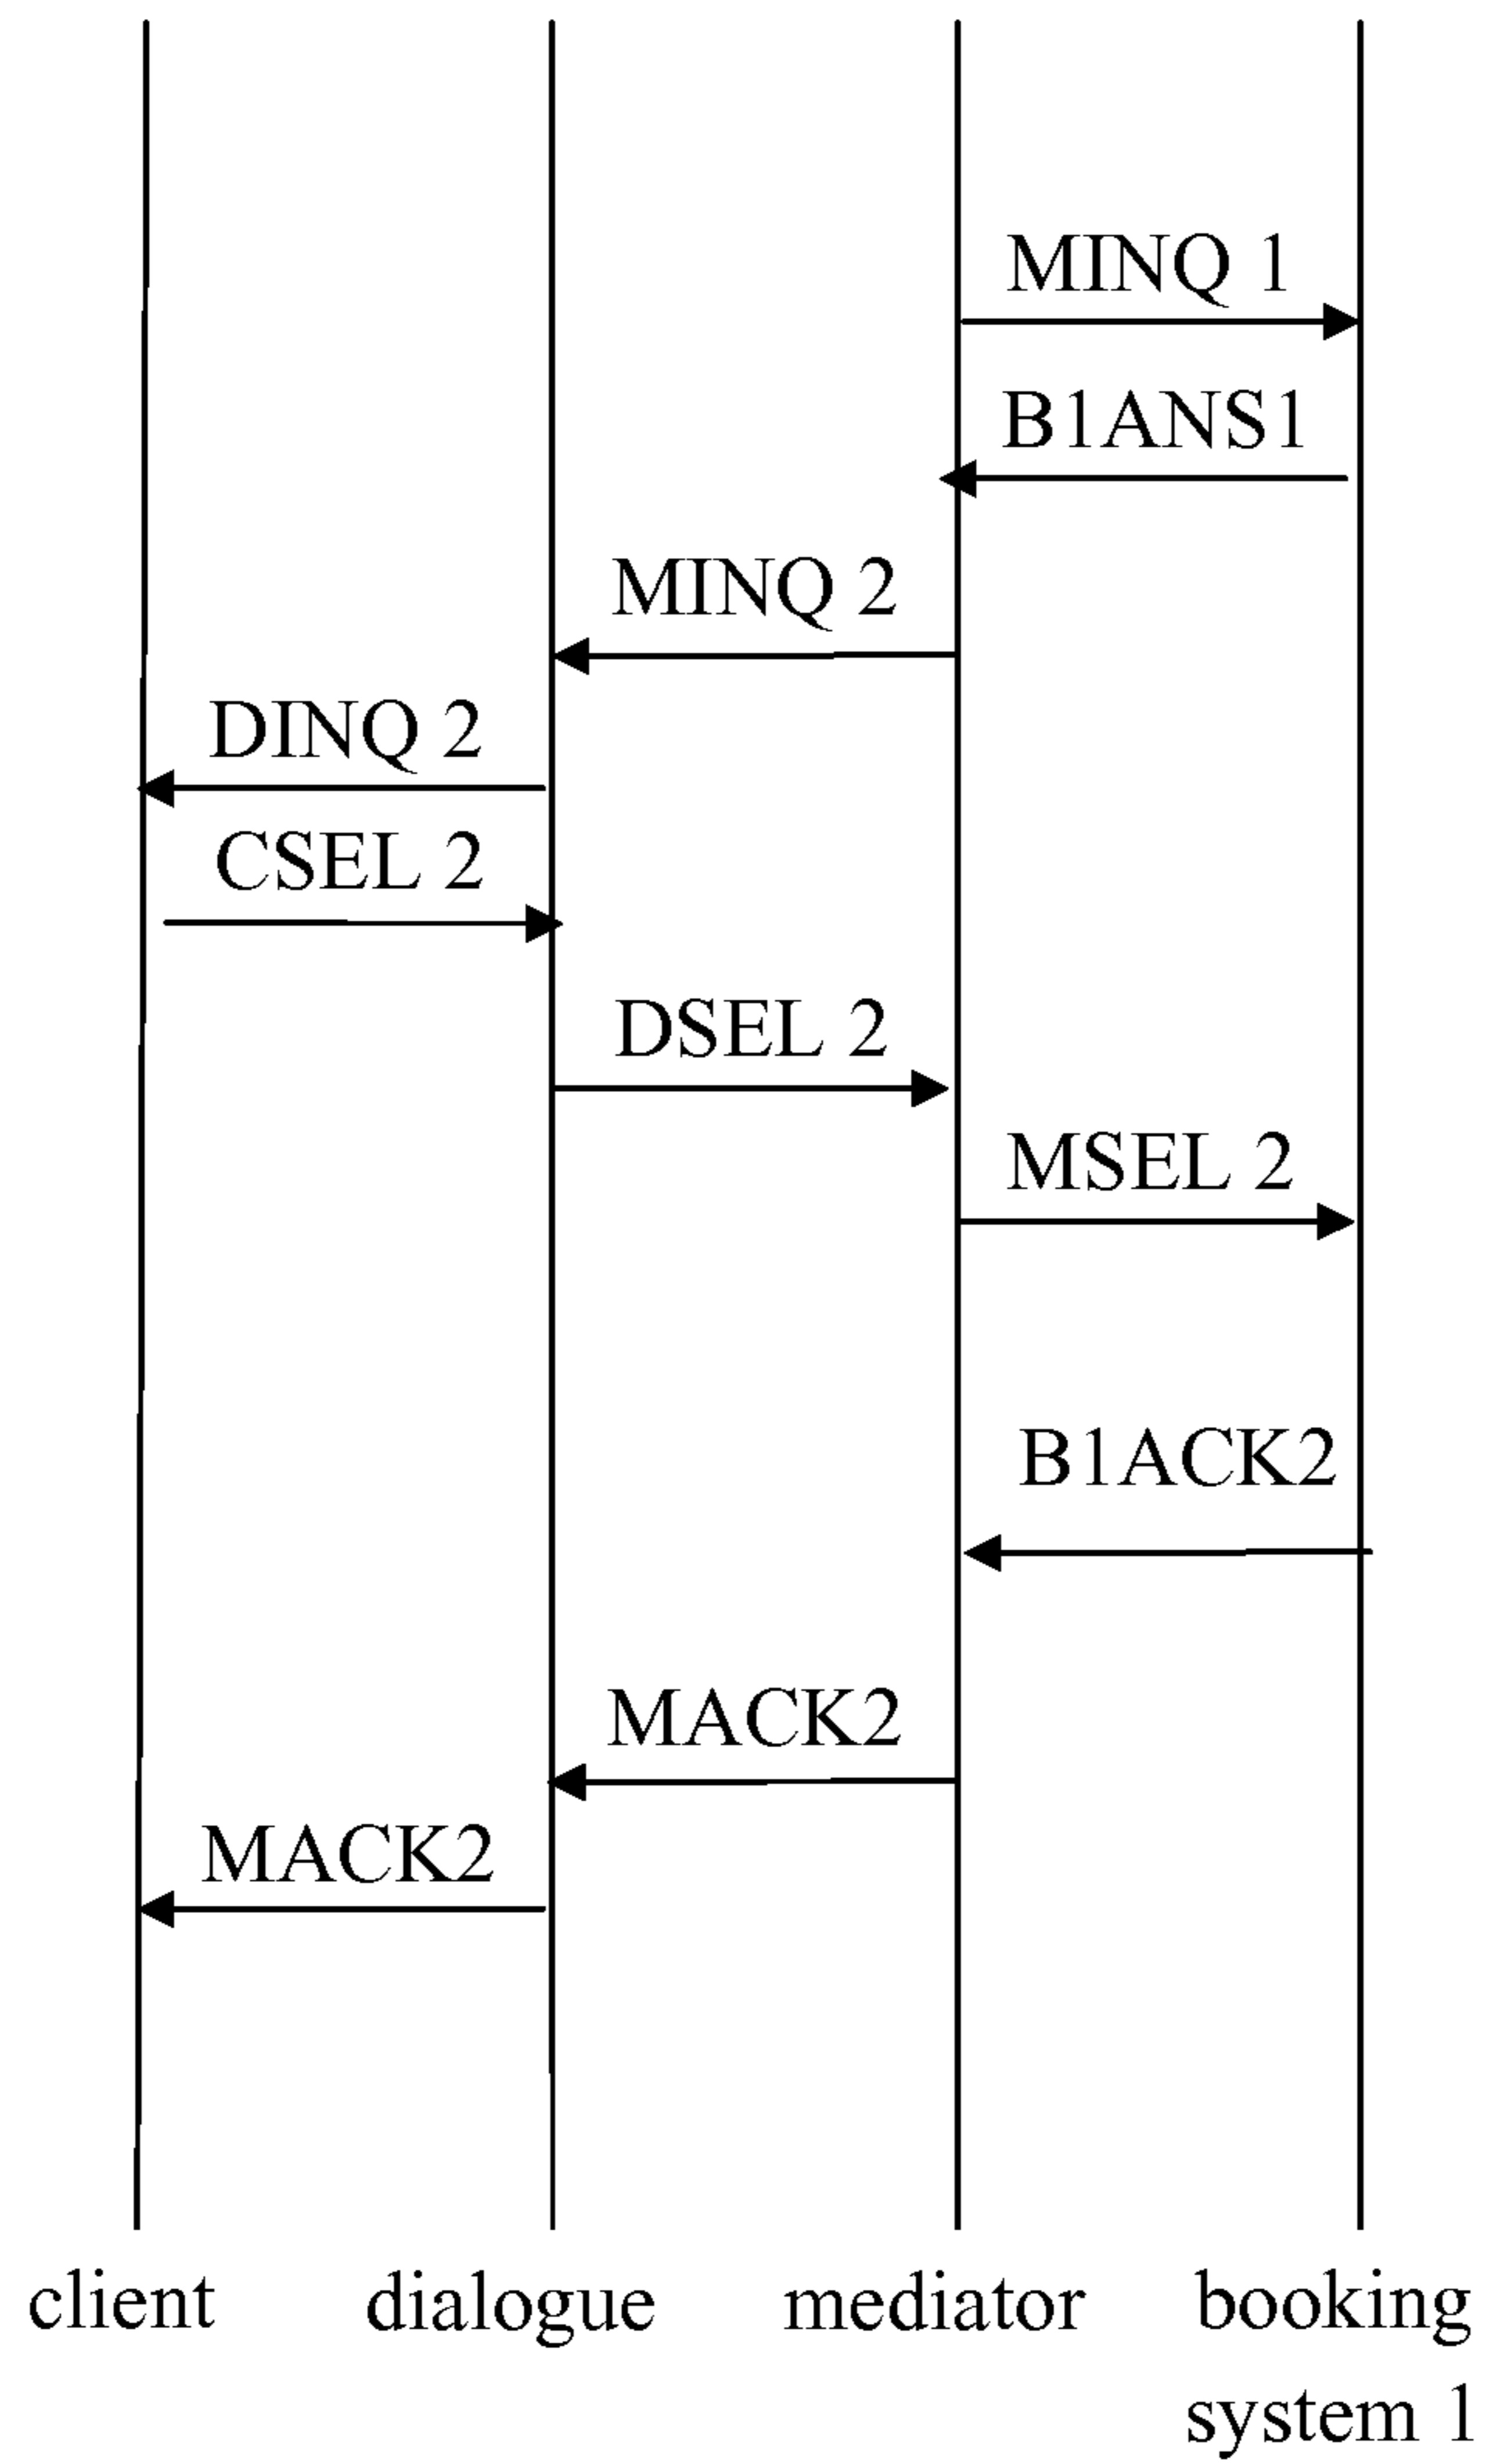 MINQ 1
B1ANS1
MINQ 2
DINQ 2
CSEL 2
DSEL 2
MSEL 2
B1ACK2
MACK2
MACK2
client
dialogue
mediator
booking
system 1